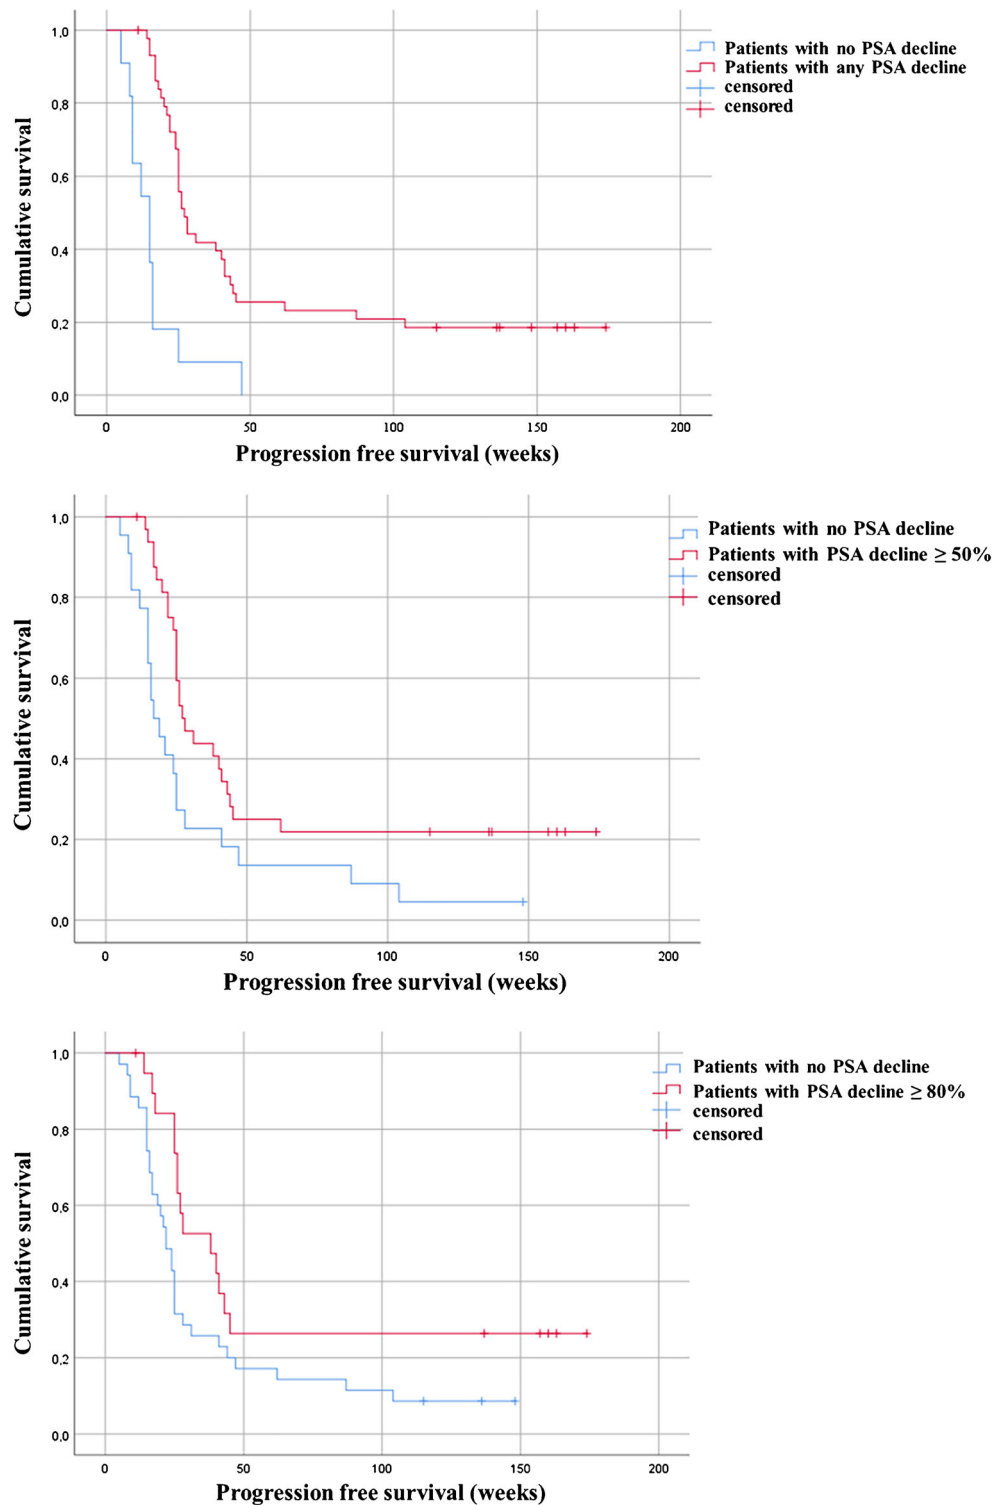 1,0
0,8
0,6
0,4
0,2
0,0
Cumulative survival
0 50 100 150 200
Progression free survival (weeks)
Patients with no PSA decline
Patients with any PSA decline
censored
censored
1,0
0,8
0,6
0,4
0,2
0,0
Cumulative survival
0 50 100 150 200
Progression free survival (weeks)
Patients with no PSA decline
Patients with PSA decline ≥ 50%
censored
censored
1,0
0,8
0,6
0,4
0,2
0,0
Cumulative survival
0 50 100 150 200
Progression free survival (weeks)
Patients with no PSA decline
Patients with PSA decline ≥ 80%
censored
censored